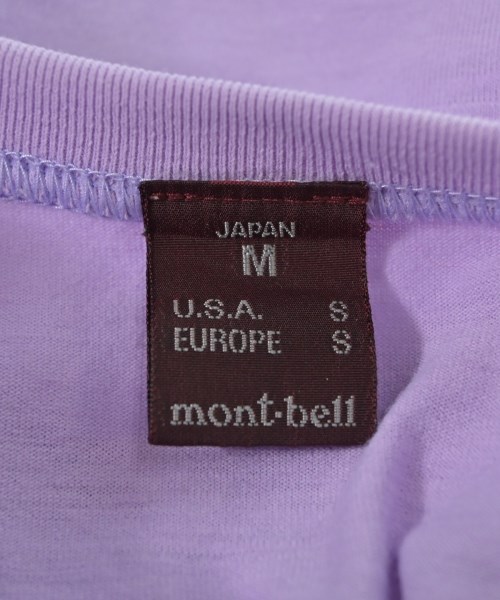 JAPAN
M
U.S.A. S
EUROPE S
mont-bell